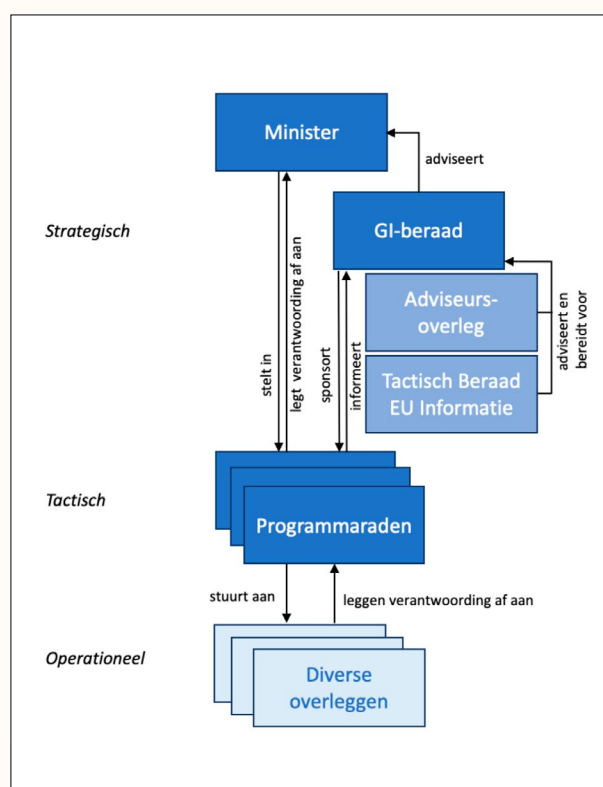 Minister
adviseert
Strategisch
GI-beraad
Adviseurs-
overleg
Tactisch Beraad
EU Informatie
adviseert en
bereidt voor
stelt in
legt verantwoording af aan
sponsort
informeert
Tactisch
Programmaraden
stuurt aan
leggen verantwoording af aan
Operationeel
Diverse
overleggen